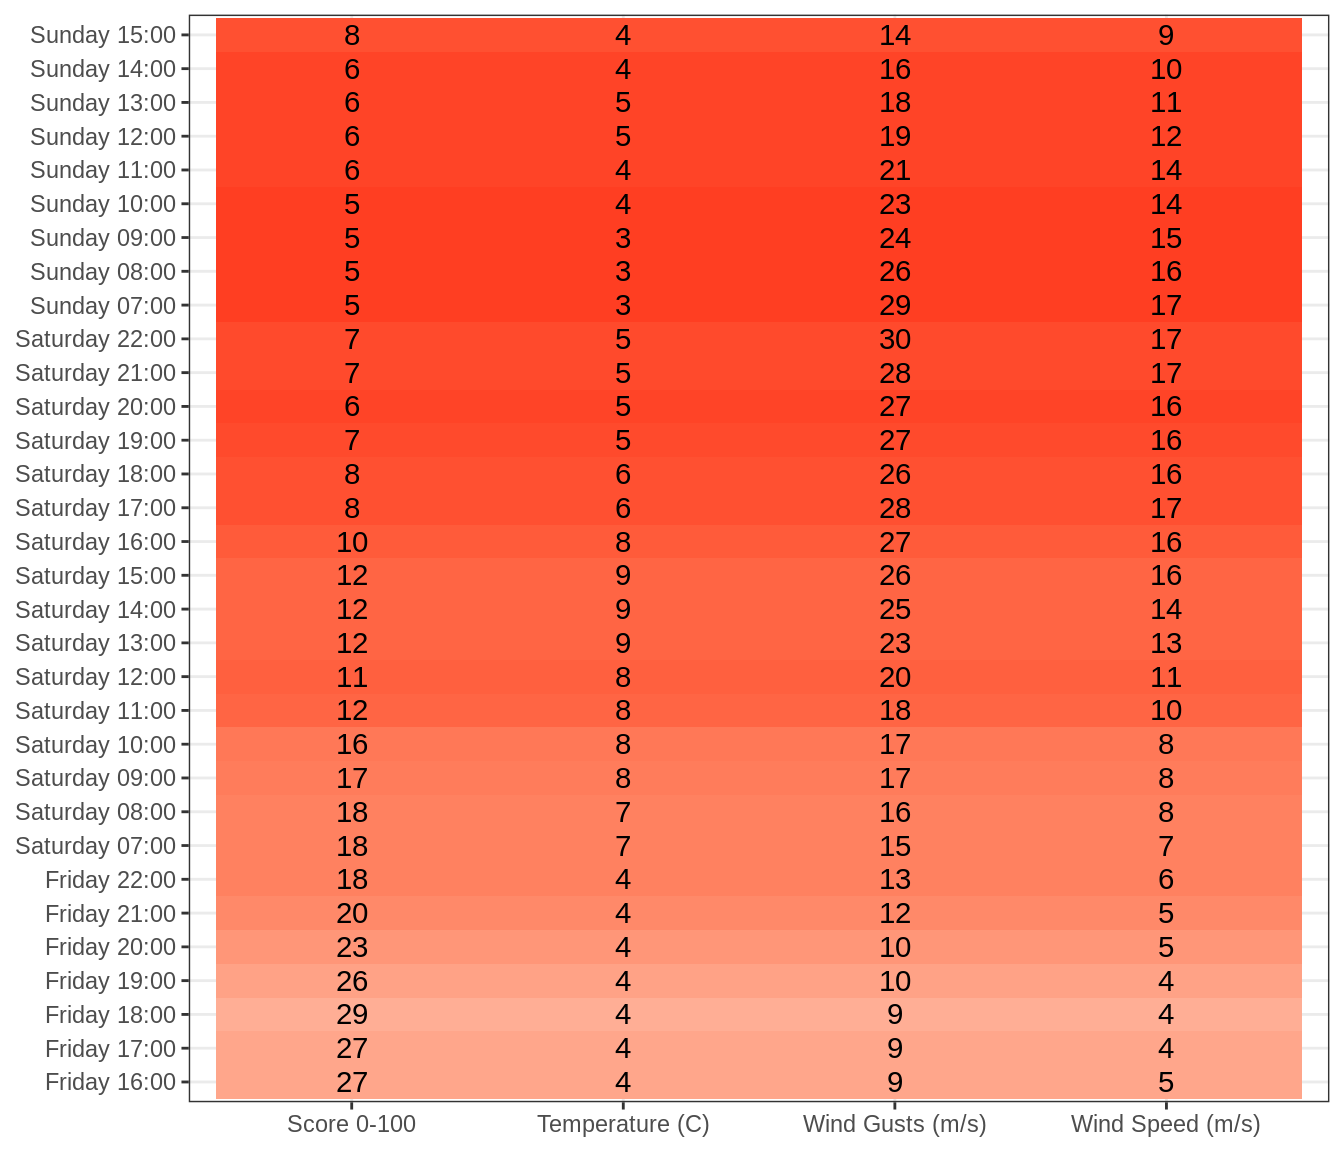 Sunday 15:00 8 4 14 9
Sunday 14:00 6 4 16 10
Sunday 13:00 6 5 18 11
Sunday 12:00 6 5 19 12
Sunday 11:00 6 4 21 14
Sunday 10:00 5 4 23 14
Sunday 09:00 5 3 24 15
Sunday 08:00 5 3 26 16
Sunday 07:00 5 3 29 17
Saturday 22:00 7 5 30 17
Saturday 21:00 7 5 28 17
Saturday 20:00 6 5 27 16
Saturday 19:00 7 5 27 16
Saturday 18:00 8 6 26 16
Saturday 17:00 8 6 28 17
Saturday 16:00 10 8 27 16
Saturday 15:00 12 9 26 16
Saturday 14:00 12 9 25 14
Saturday 13:00 12 9 23 13
Saturday 12:00 11 8 20 11
Saturday 11:00 12 8 18 10
Saturday 10:00 16 8 17 8
Saturday 09:00 17 8 17 8
Saturday 08:00 18 7 16 8
Saturday 07:00 18 7 15 7
Friday 22:00 18 4 13 6
Friday 21:00 20 4 12 5
Friday 20:00 23 4 10 5
Friday 19:00 26 4 10 4
Friday 18:00 29 4 9 4
Friday 17:00 27 4 9 4
Friday 16:00 27 4 9 5
Score 0-100 Temperature (C) Wind Gusts (m/s) Wind Speed (m/s)